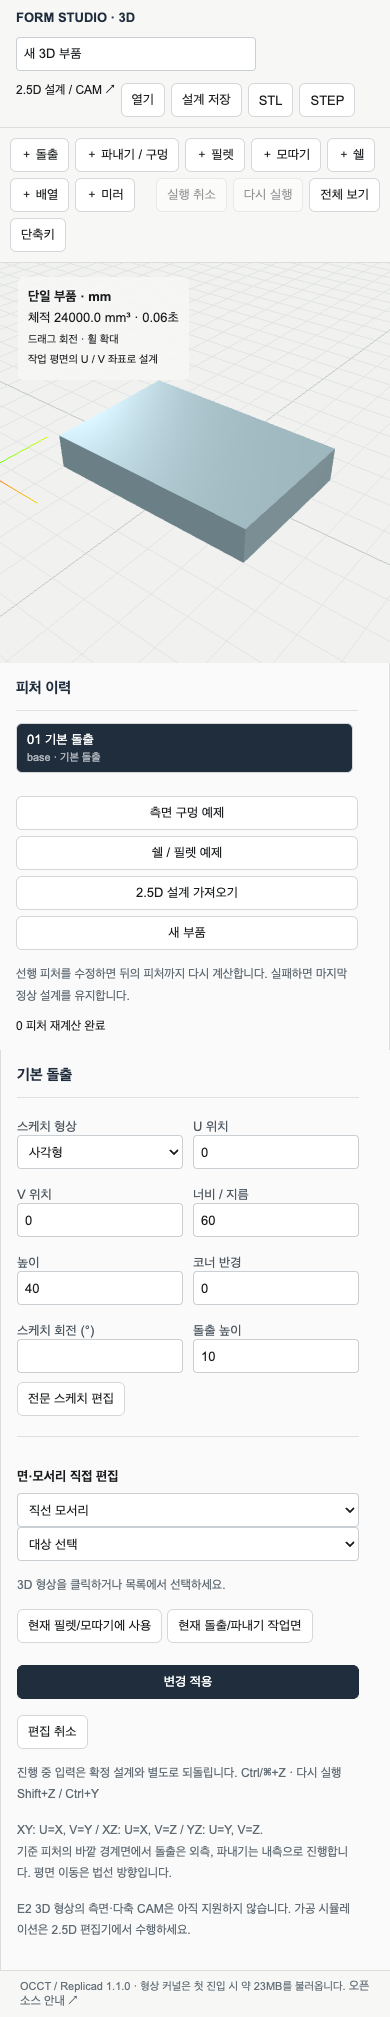 FORM STUDIO · 3D
새 3D 부품
2.5D 설계 / CAM ↗ 열기 설계 저장 STL STEP
+ 돌출 + 파내기 / 구멍 + 필렛 + 모따기 + 쉘
+ 배열 + 미러 실행 취소 다시 실행 전체 보기
단축키
단일 부품 · mm
체적 24000.0 mm³ · 0.06초
드래그 회전 · 휠 확대
작업 평면의 U / V 좌표로 설계
피처 이력
01 기본 돌출
base · 기본 돌출
측면 구멍 예제
쉘 / 필렛 예제
2.5D 설계 가져오기
새 부품
선행 피처를 수정하면 뒤의 피처까지 다시 계산합니다. 실패하면 마지막
정상 설계를 유지합니다.
0 피처 재계산 완료
기본 돌출
스케치 형상 U 위치
사각형 0
V 위치 너비 / 지름
0 60
높이 코너 반경
40 0
스케치 회전 (°) 돌출 높이
10
전문 스케치 편집
면·모서리 직접 편집
직선 모서리
대상 선택
3D 형상을 클릭하거나 목록에서 선택하세요.
현재 필렛/모따기에 사용 현재 돌출/파내기 작업면
변경 적용
편집 취소
진행 중 입력은 확정 설계와 별도로 되돌립니다. Ctrl/⌘+Z · 다시 실행
Shift+Z / Ctrl+Y
XY: U=X, V=Y / XZ: U=X, V=Z / YZ: U=Y, V=Z.
기준 피처의 바깥 경계면에서 돌출은 외측, 파내기는 내측으로 진행합니
다. 평면 이동은 법선 방향입니다.
E2 3D 형상의 측면·다축 CAM은 아직 지원하지 않습니다. 가공 시뮬레
이션은 2.5D 편집기에서 수행하세요.
OCCT / Replicad 1.1.0 · 형상 커널은 첫 진입 시 약 23MB를 불러옵니다. 오픈
소스 안내 ↗